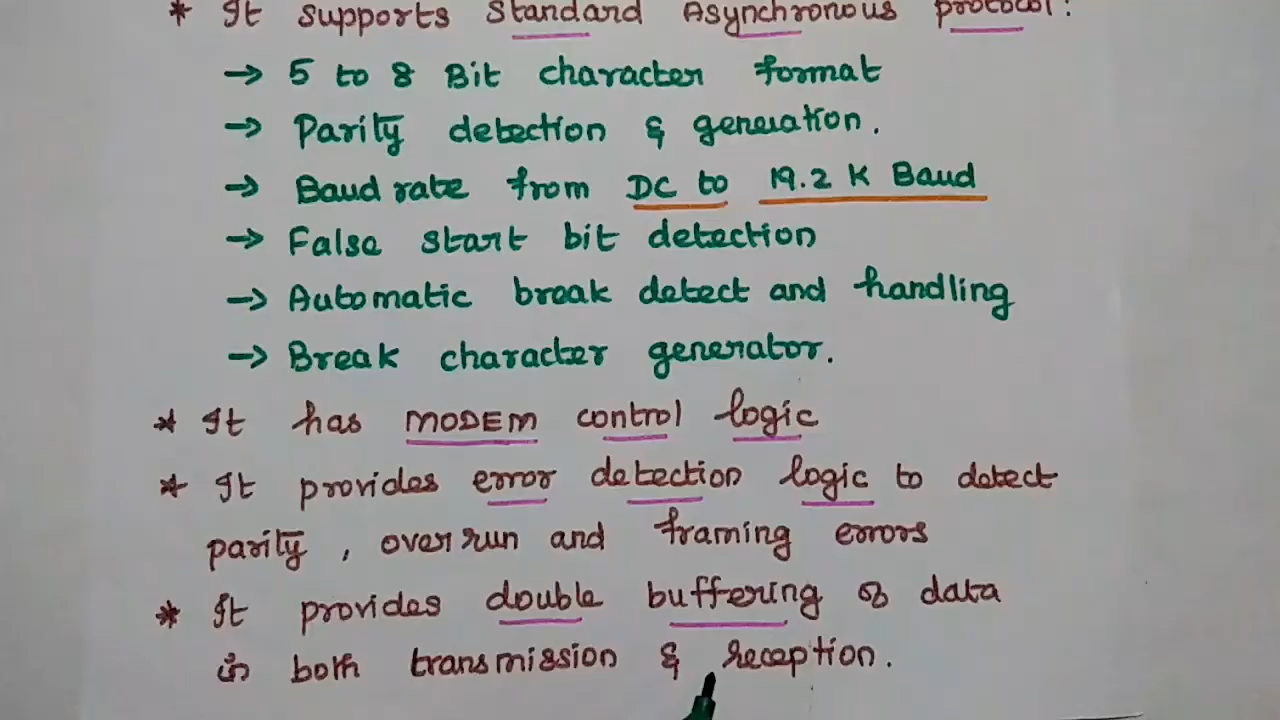 * It supports standard Asynchronous protocol:
→ 5 to 8 Bit character format
→ Parity detection & generation.
→ Baud rate from DC to 19.2 K Baud
→ False start bit detection
→ Automatic break detect and handling
→ Break character generator.
* It has MODEM control logic
* It provides error detection logic to detect
parity, over run and framing errors
* It provides double buffering of data
in both transmission & reception.